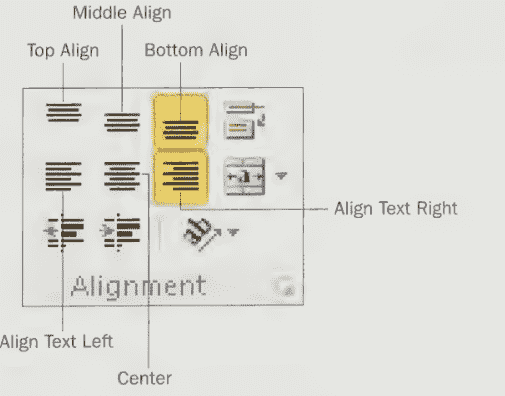 Middle Align
Top Align
Bottom Align
Align Text Right
Alignment
Align Text Left
Center